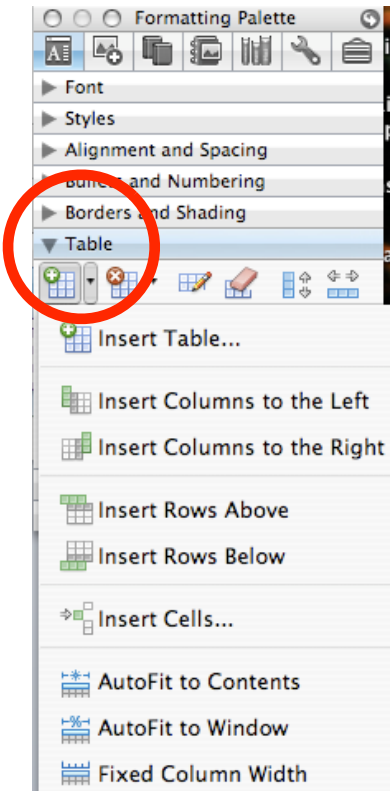 Formatting Palette
Font
Styles
Alignment and Spacing
Bullets and Numbering
Borders and Shading
Table
Insert Table...
Insert Columns to the Left
Insert Columns to the Right
Insert Rows Above
Insert Rows Below
Insert Cells...
AutoFit to Contents
AutoFit to Window
Fixed Column Width